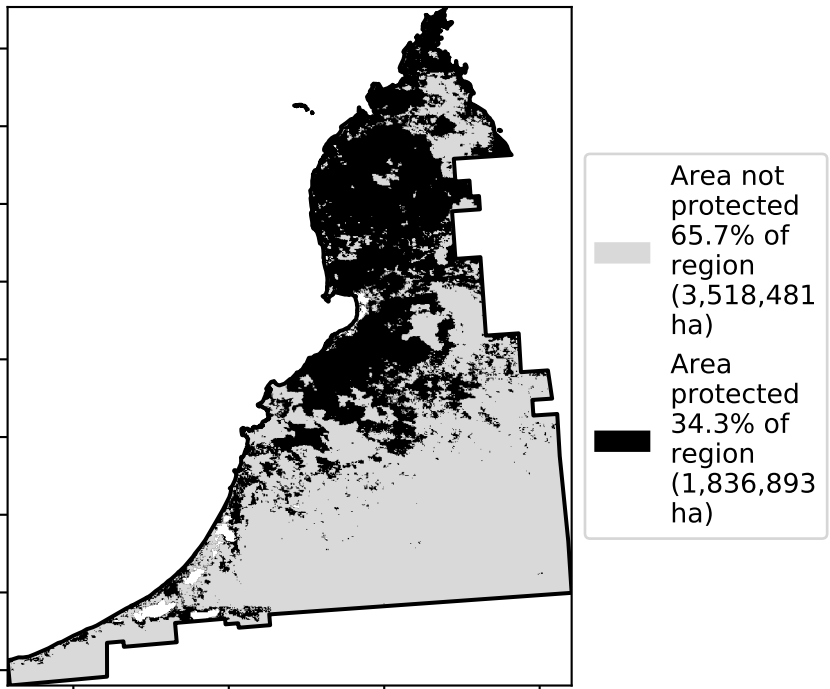 Area not
protected
65.7% of
region
(3,518,481
ha)
Area
protected
34.3% of
region
(1,836,893
ha)